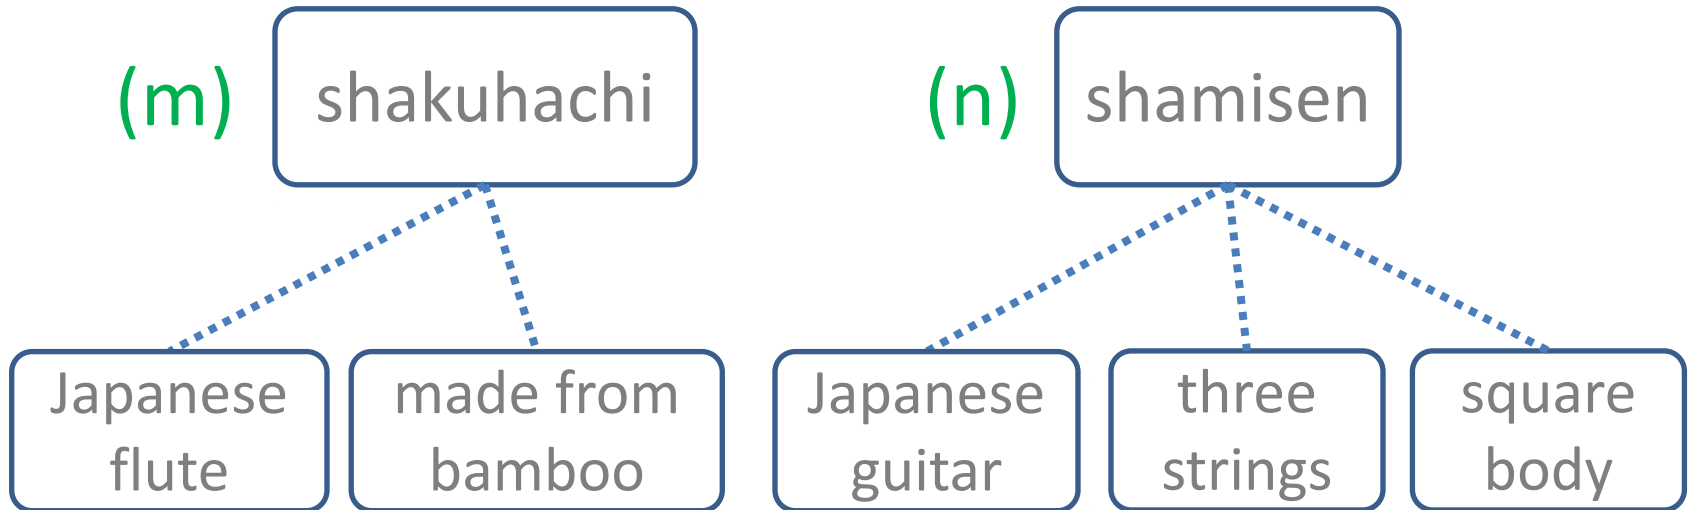 (m)
shakuhachi
(n)
shamisen
Japanese
flute
made from
bamboo
Japanese
guitar
three
strings
square
body